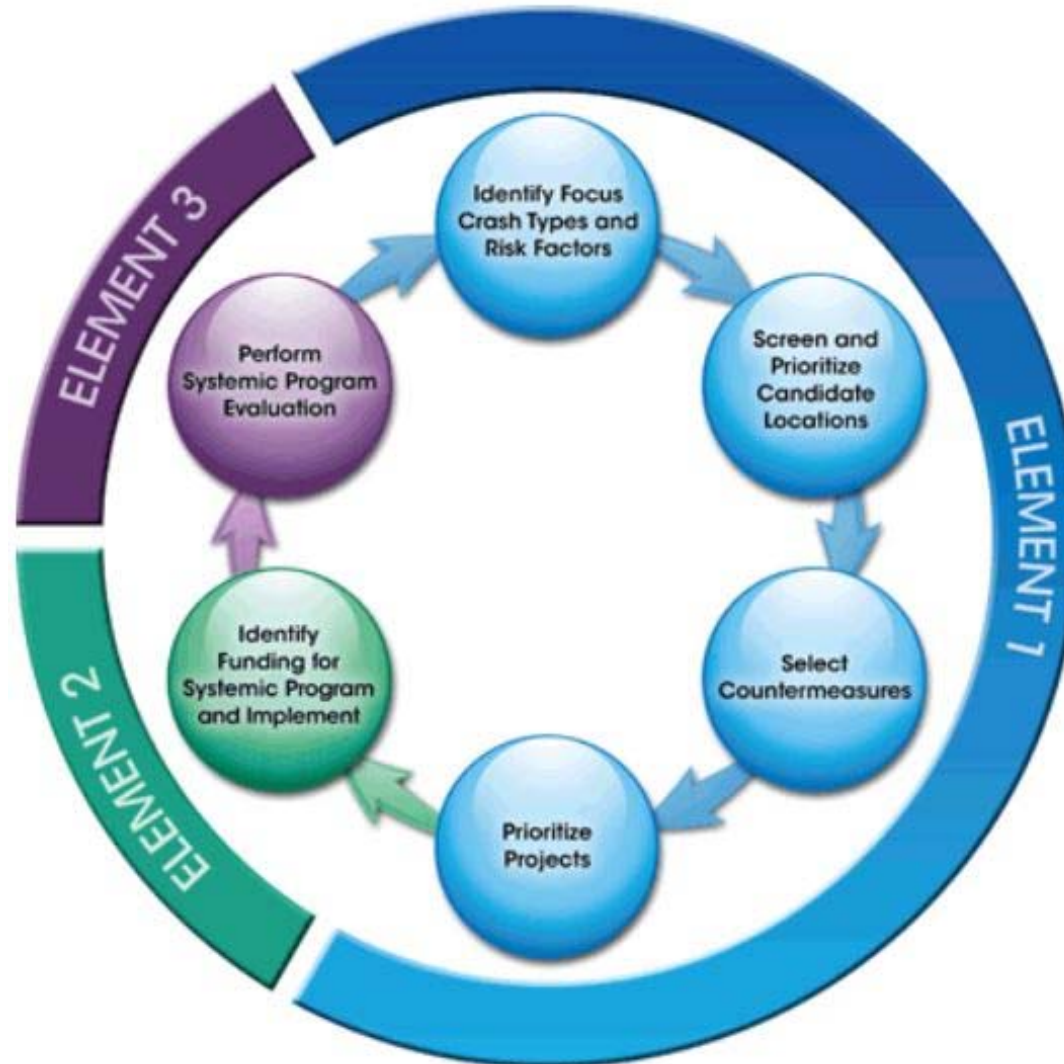 ELEMENT 1
Identify Focus
Crash Types and
Risk Factors
Screen and
Prioritize
Candidate
Locations
Select
Countermeasures
Prioritize
Projects
ELEMENT 2
Identify
Funding for
Systemic Program
and Implement
ELEMENT 3
Perform
Systemic Program
Evaluation